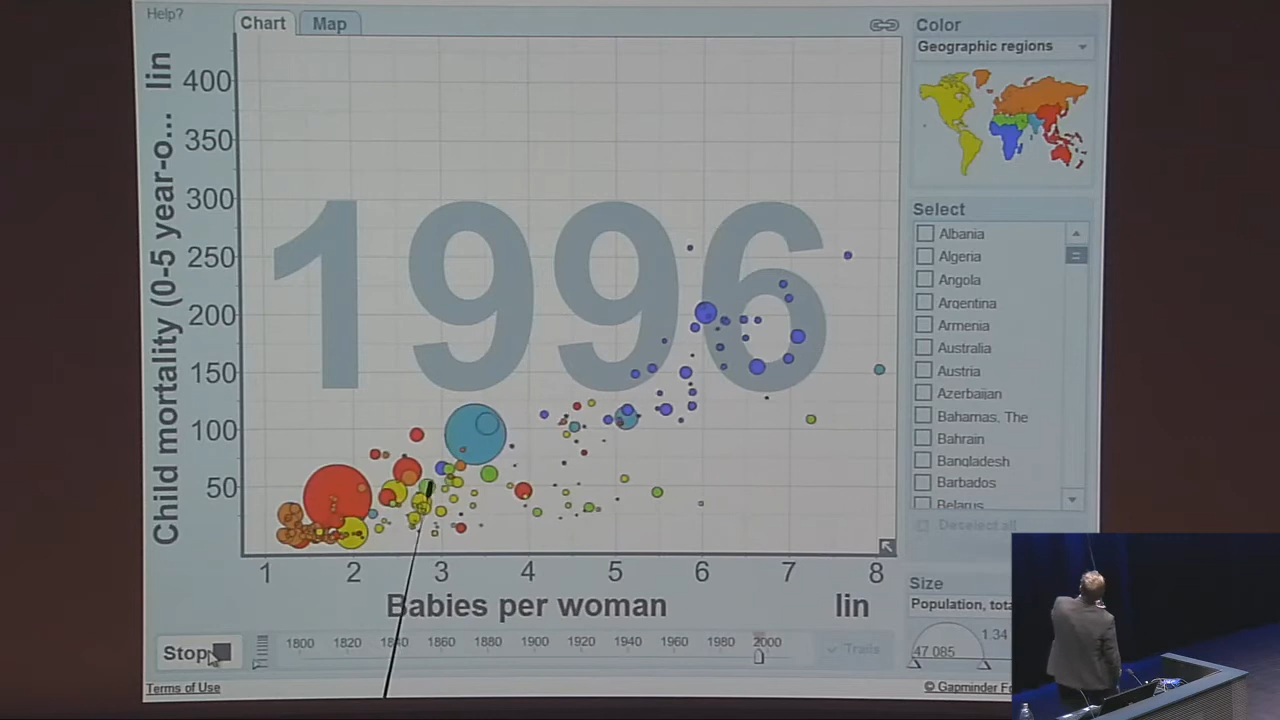 Help?
Chart
Map
Color
Geographic regions
Child mortality (0-5 year-o... lin
400
350
300
250
200
150
100
50
1996
1 2 3 4 5 6 7 8
Babies per woman
lin
Select
Albania
Algeria
Angola
Argentina
Armenia
Australia
Austria
Azerbaijan
Bahamas, The
Bahrain
Bangladesh
Barbados
Belarus
Deselect all
Size
Population, tota
1.34
47 085
Stop
1800 1820 1840 1860 1880 1900 1920 1940 1960 1980 2000
Trails
Terms of Use
© Gapminder Fo